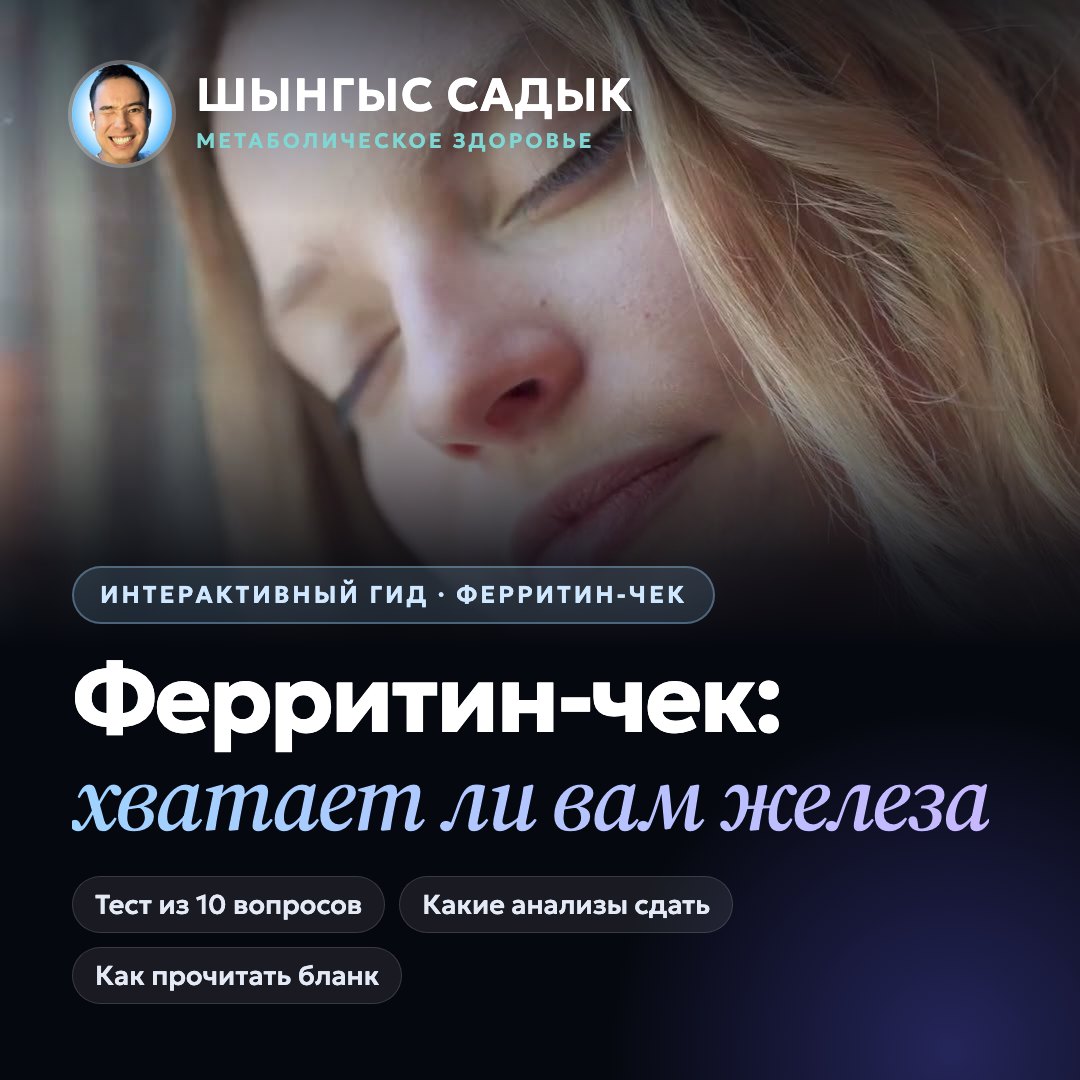 ШЫНГЫС САДЫК
МЕТАБОЛИЧЕСКОЕ ЗДОРОВЬЕ
ИНТЕРАКТИВНЫЙ ГИД · ФЕРРИТИН-ЧЕК
Ферритин-чек:
хватает ли вам железа
Тест из 10 вопросов
Какие анализы сдать
Как прочитать бланк